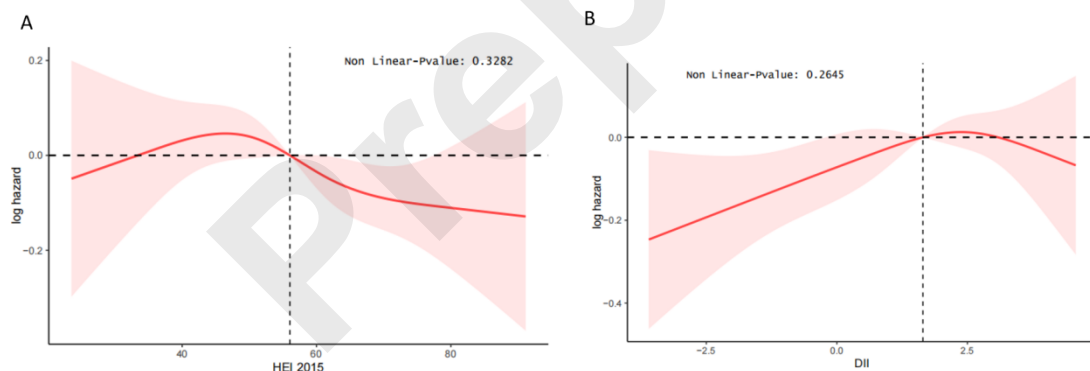 A
B
Non Linear-Pvalue: 0.3282
Non Linear-Pvalue: 0.2645
0.2
0.0
−0.2
log hazard
40
60
80
HEI 2015
0.0
−0.2
−0.4
log hazard
−2.5
0.0
2.5
DII
Prep